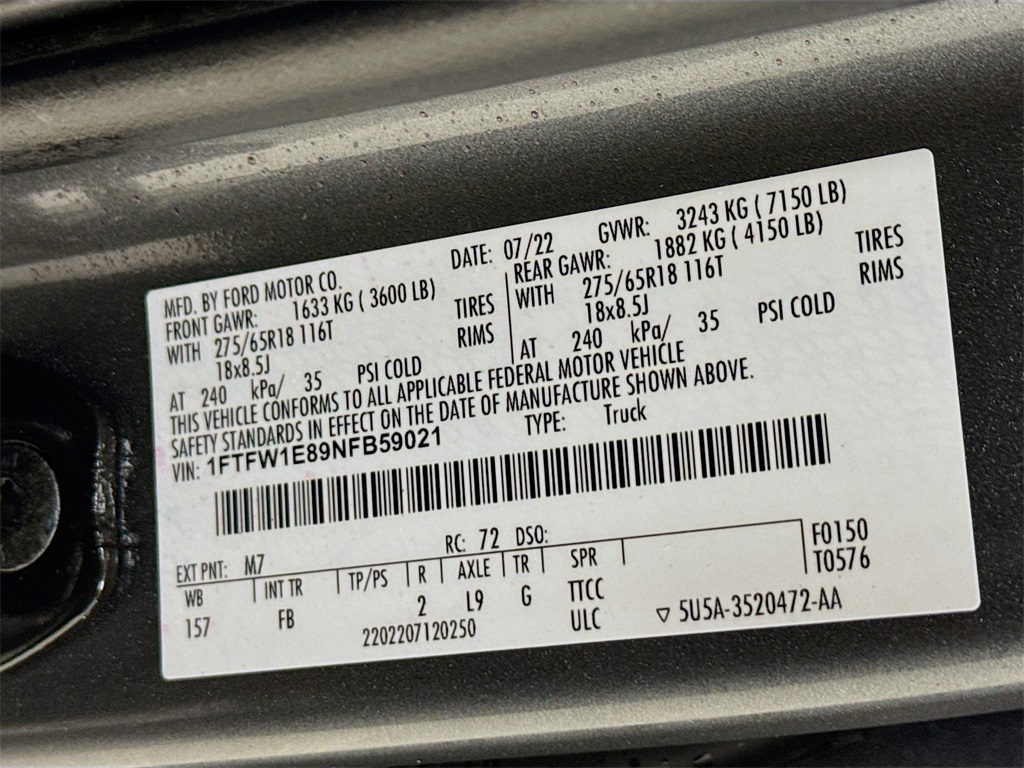 MFD. BY FORD MOTOR CO. DATE: 07/22 GVWR: 3243 KG ( 7150 LB)
FRONT GAWR: 1633 KG ( 3600 LB) REAR GAWR: 1882 KG ( 4150 LB)
WITH 275/65R18 116T TIRES WITH 275/65R18 116T TIRES
18x8.5J RIMS 18x8.5J RIMS
AT 240 kPa/ 35 PSI COLD AT 240 kPa/ 35 PSI COLD
THIS VEHICLE CONFORMS TO ALL APPLICABLE FEDERAL MOTOR VEHICLE
SAFETY STANDARDS IN EFFECT ON THE DATE OF MANUFACTURE SHOWN ABOVE.
VIN: 1FTFW1E89NFB59021 TYPE: Truck
EXT PNT: M7 RC: 72 DSO: F0150
WB INT TR TP/PS R AXLE TR SPR T0576
157 FB 2 L9 G TTCC
2202207120250 ULC ▽ 5U5A-3520472-AA